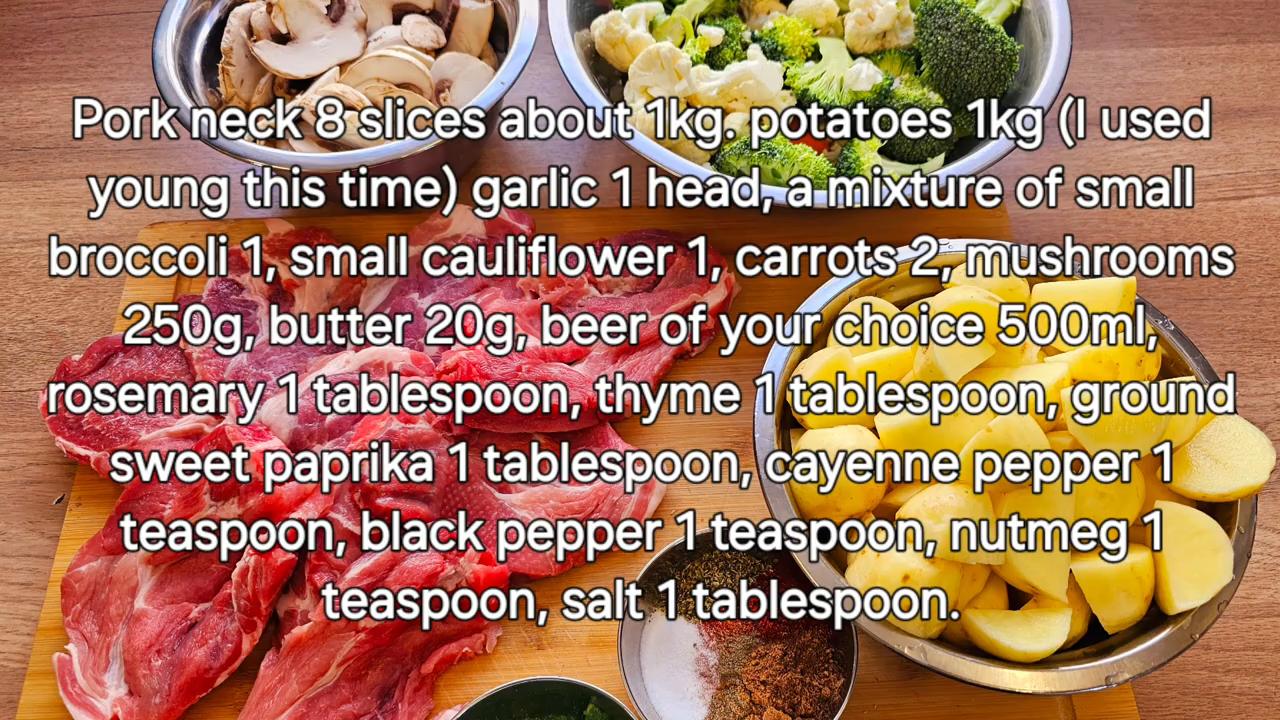 Pork neck 8 slices about 1kg. potatoes 1kg (I used
young this time) garlic 1 head, a mixture of small
broccoli 1, small cauliflower 1, carrots 2, mushrooms
250g, butter 20g, beer of your choice 500ml,
rosemary 1 tablespoon, thyme 1 tablespoon, ground
sweet paprika 1 tablespoon, cayenne pepper 1
teaspoon, black pepper 1 teaspoon, nutmeg 1
teaspoon, salt 1 tablespoon.